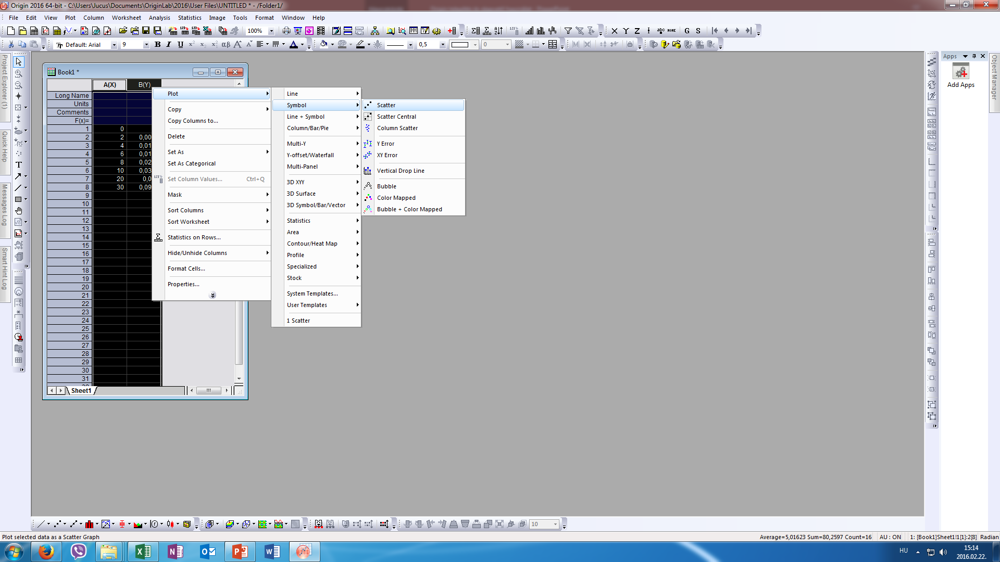 Origin 2016 64-bit - C:\Users\Jucus\Documents\OriginLab\2016\User Files\UNTITLED * - /Folder1/
File Edit View Plot Column Worksheet Analysis Statistics Image Tools Format Window Help
100%
X Y Z I abc NONE G S
Default: Arial 9 B I U αβ A 0,5 0
Project Explorer (1)
Quick Help
Messages Log
Smart Hint Log
Apps
Add Apps
Object Manager
Book1 *
A(X) B(Y)
Long Name
Units
Comments
F(x)=
1 0
2 2 0,00
3 4 0,01
4 6 0,01
5 8 0,02
6 10 0,03
7 20 0,0
8 30 0,09
9
10
11
12
13
14
15
16
17
18
19
20
21
22
23
24
25
26
27
28
29
30
31
Sheet1
Plot
Copy
Copy Columns to...
Delete
Set As
Set As Categorical
Set Column Values... Ctrl+Q
Mask
Sort Columns
Sort Worksheet
Statistics on Rows...
Hide/Unhide Columns
Format Cells...
Properties...
Line
Symbol
Line + Symbol
Column/Bar/Pie
Multi-Y
Y-offset/Waterfall
Multi-Panel
3D XYY
3D Surface
3D Symbol/Bar/Vector
Statistics
Area
Contour/Heat Map
Profile
Specialized
Stock
System Templates...
User Templates
1 Scatter
Scatter
Scatter Central
Column Scatter
Y Error
XY Error
Vertical Drop Line
Bubble
Color Mapped
Bubble + Color Mapped
10
Plot selected data as a Scatter Graph
Average=5,01623 Sum=80,2597 Count=16 AU : ON 1: [Book1]Sheet1!1[1]:2[8] Radian
HU
15:14
2016.02.22.